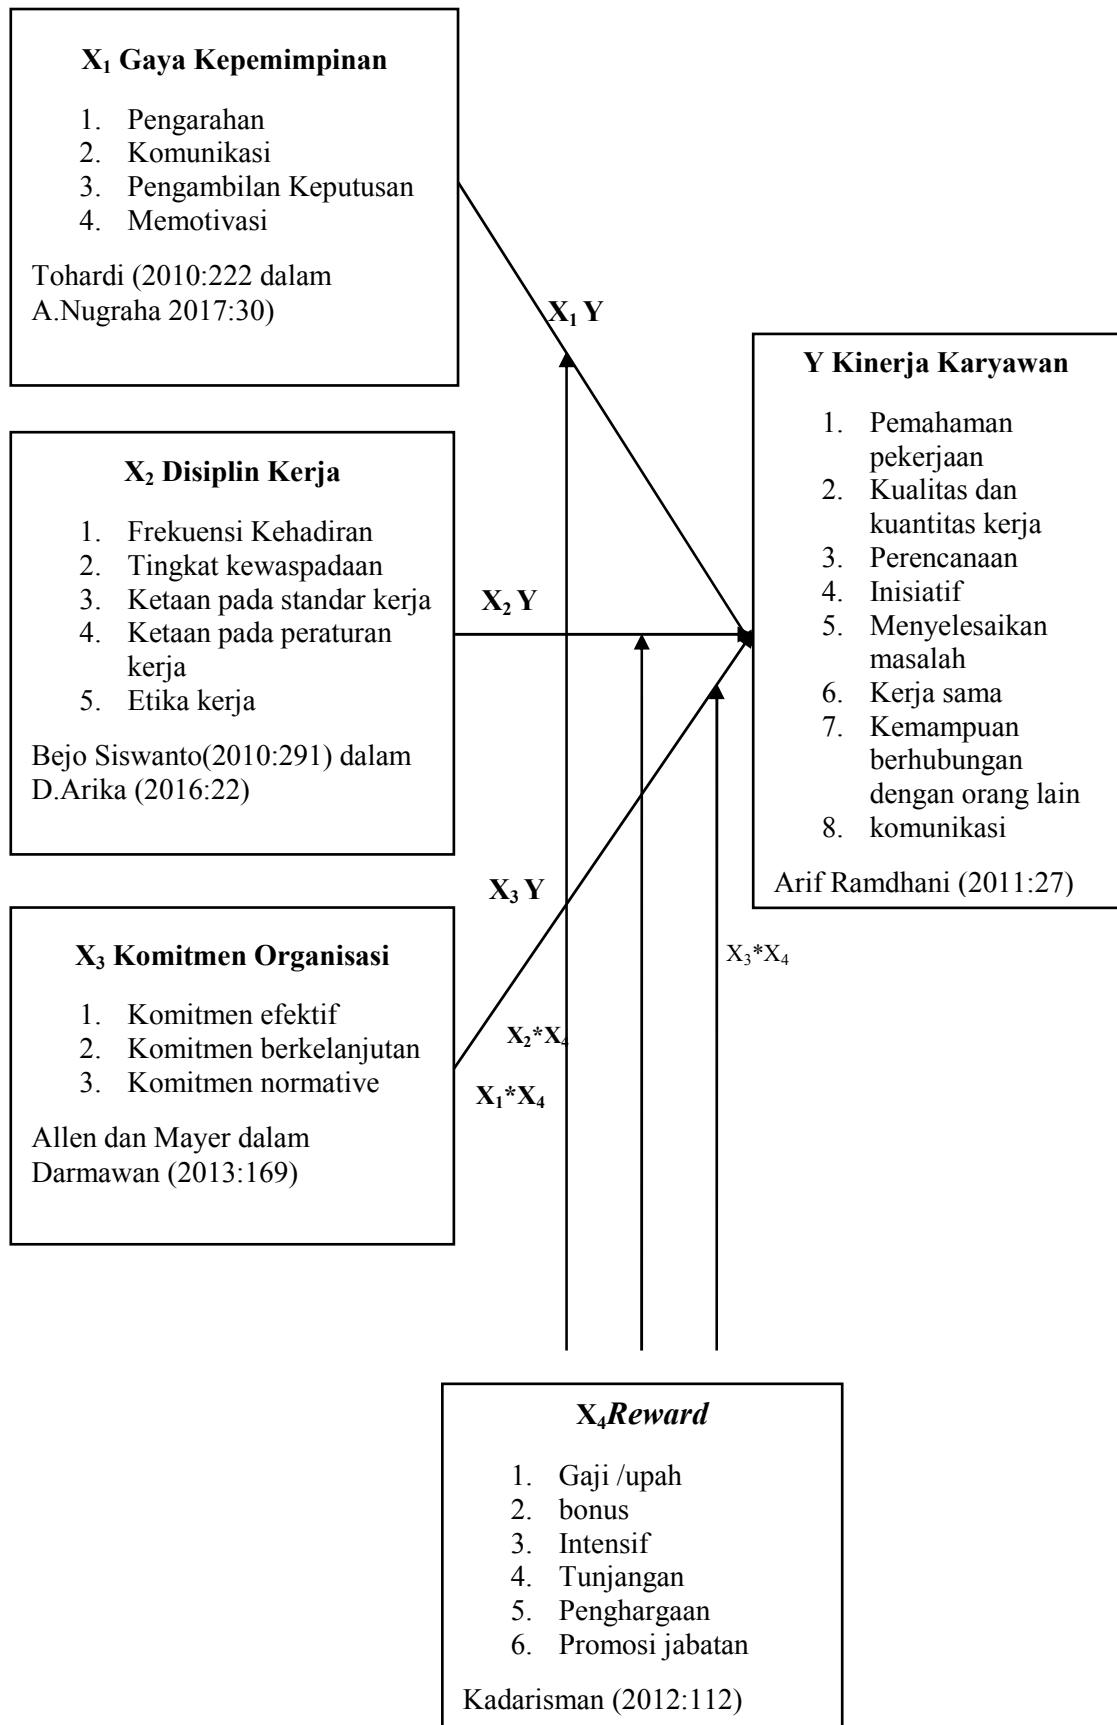 X₁ Gaya Kepemimpinan
1. Pengarahan
2. Komunikasi
3. Pengambilan Keputusan
4. Memotivasi
Tohardi (2010:222 dalam
A.Nugraha 2017:30)
X₁ Y
X₂ Disiplin Kerja
1. Frekuensi Kehadiran
2. Tingkat kewaspadaan
3. Ketaan pada standar kerja
4. Ketaan pada peraturan
kerja
5. Etika kerja
Bejo Siswanto(2010:291) dalam
D.Arika (2016:22)
X₂ Y
Y Kinerja Karyawan
1. Pemahaman
pekerjaan
2. Kualitas dan
kuantitas kerja
3. Perencanaan
4. Inisiatif
5. Menyelesaikan
masalah
6. Kerja sama
7. Kemampuan
berhubungan
dengan orang lain
8. komunikasi
Arif Ramdhani (2011:27)
X₃ Y
X₃ Komitmen Organisasi
1. Komitmen efektif
2. Komitmen berkelanjutan
3. Komitmen normative
Allen dan Mayer dalam
Darmawan (2013:169)
X₃*X₄
X₂*X₄
X₁*X₄
X₄Reward
1. Gaji /upah
2. bonus
3. Intensif
4. Tunjangan
5. Penghargaan
6. Promosi jabatan
Kadarisman (2012:112)